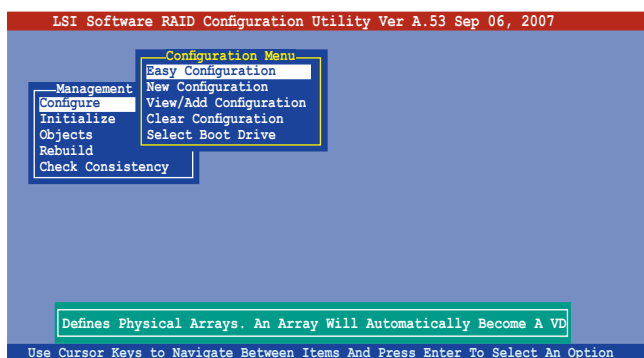 LSI Software RAID Configuration Utility Ver A.53 Sep 06, 2007
Configuration Menu
Easy Configuration
New Configuration
View/Add Configuration
Clear Configuration
Select Boot Drive
Management
Configure
Initialize
Objects
Rebuild
Check Consistency
Defines Physical Arrays. An Array Will Automatically Become A VD
Use Cursor Keys to Navigate Between Items And Press Enter To Select An Option